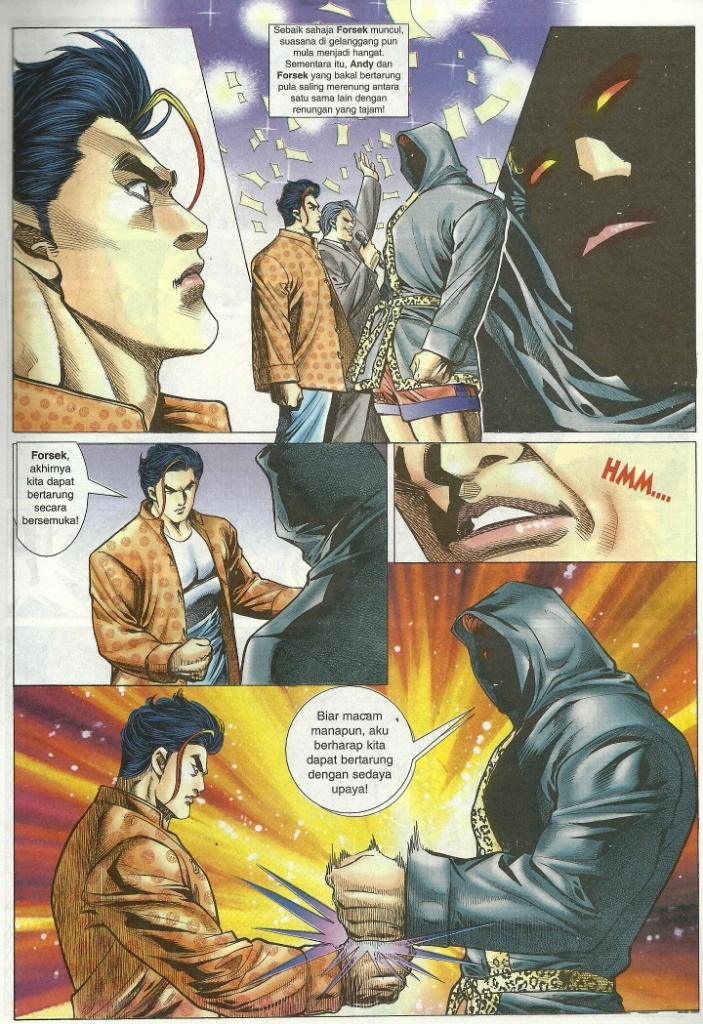 Sebaik sahaja Forsek muncul,
suasana di gelanggang pun
mula menjadi hangat.
Sementara itu, Andy dan
Forsek yang bakal bertarung
pula saling merenung antara
satu sama lain dengan
renungan yang tajam!
Forsek,
akhirnya
kita dapat
bertarung
secara
bersemuka!
HMM....
Biar macam
manapun, aku
berharap kita
dapat bertarung
dengan sedaya
upaya!